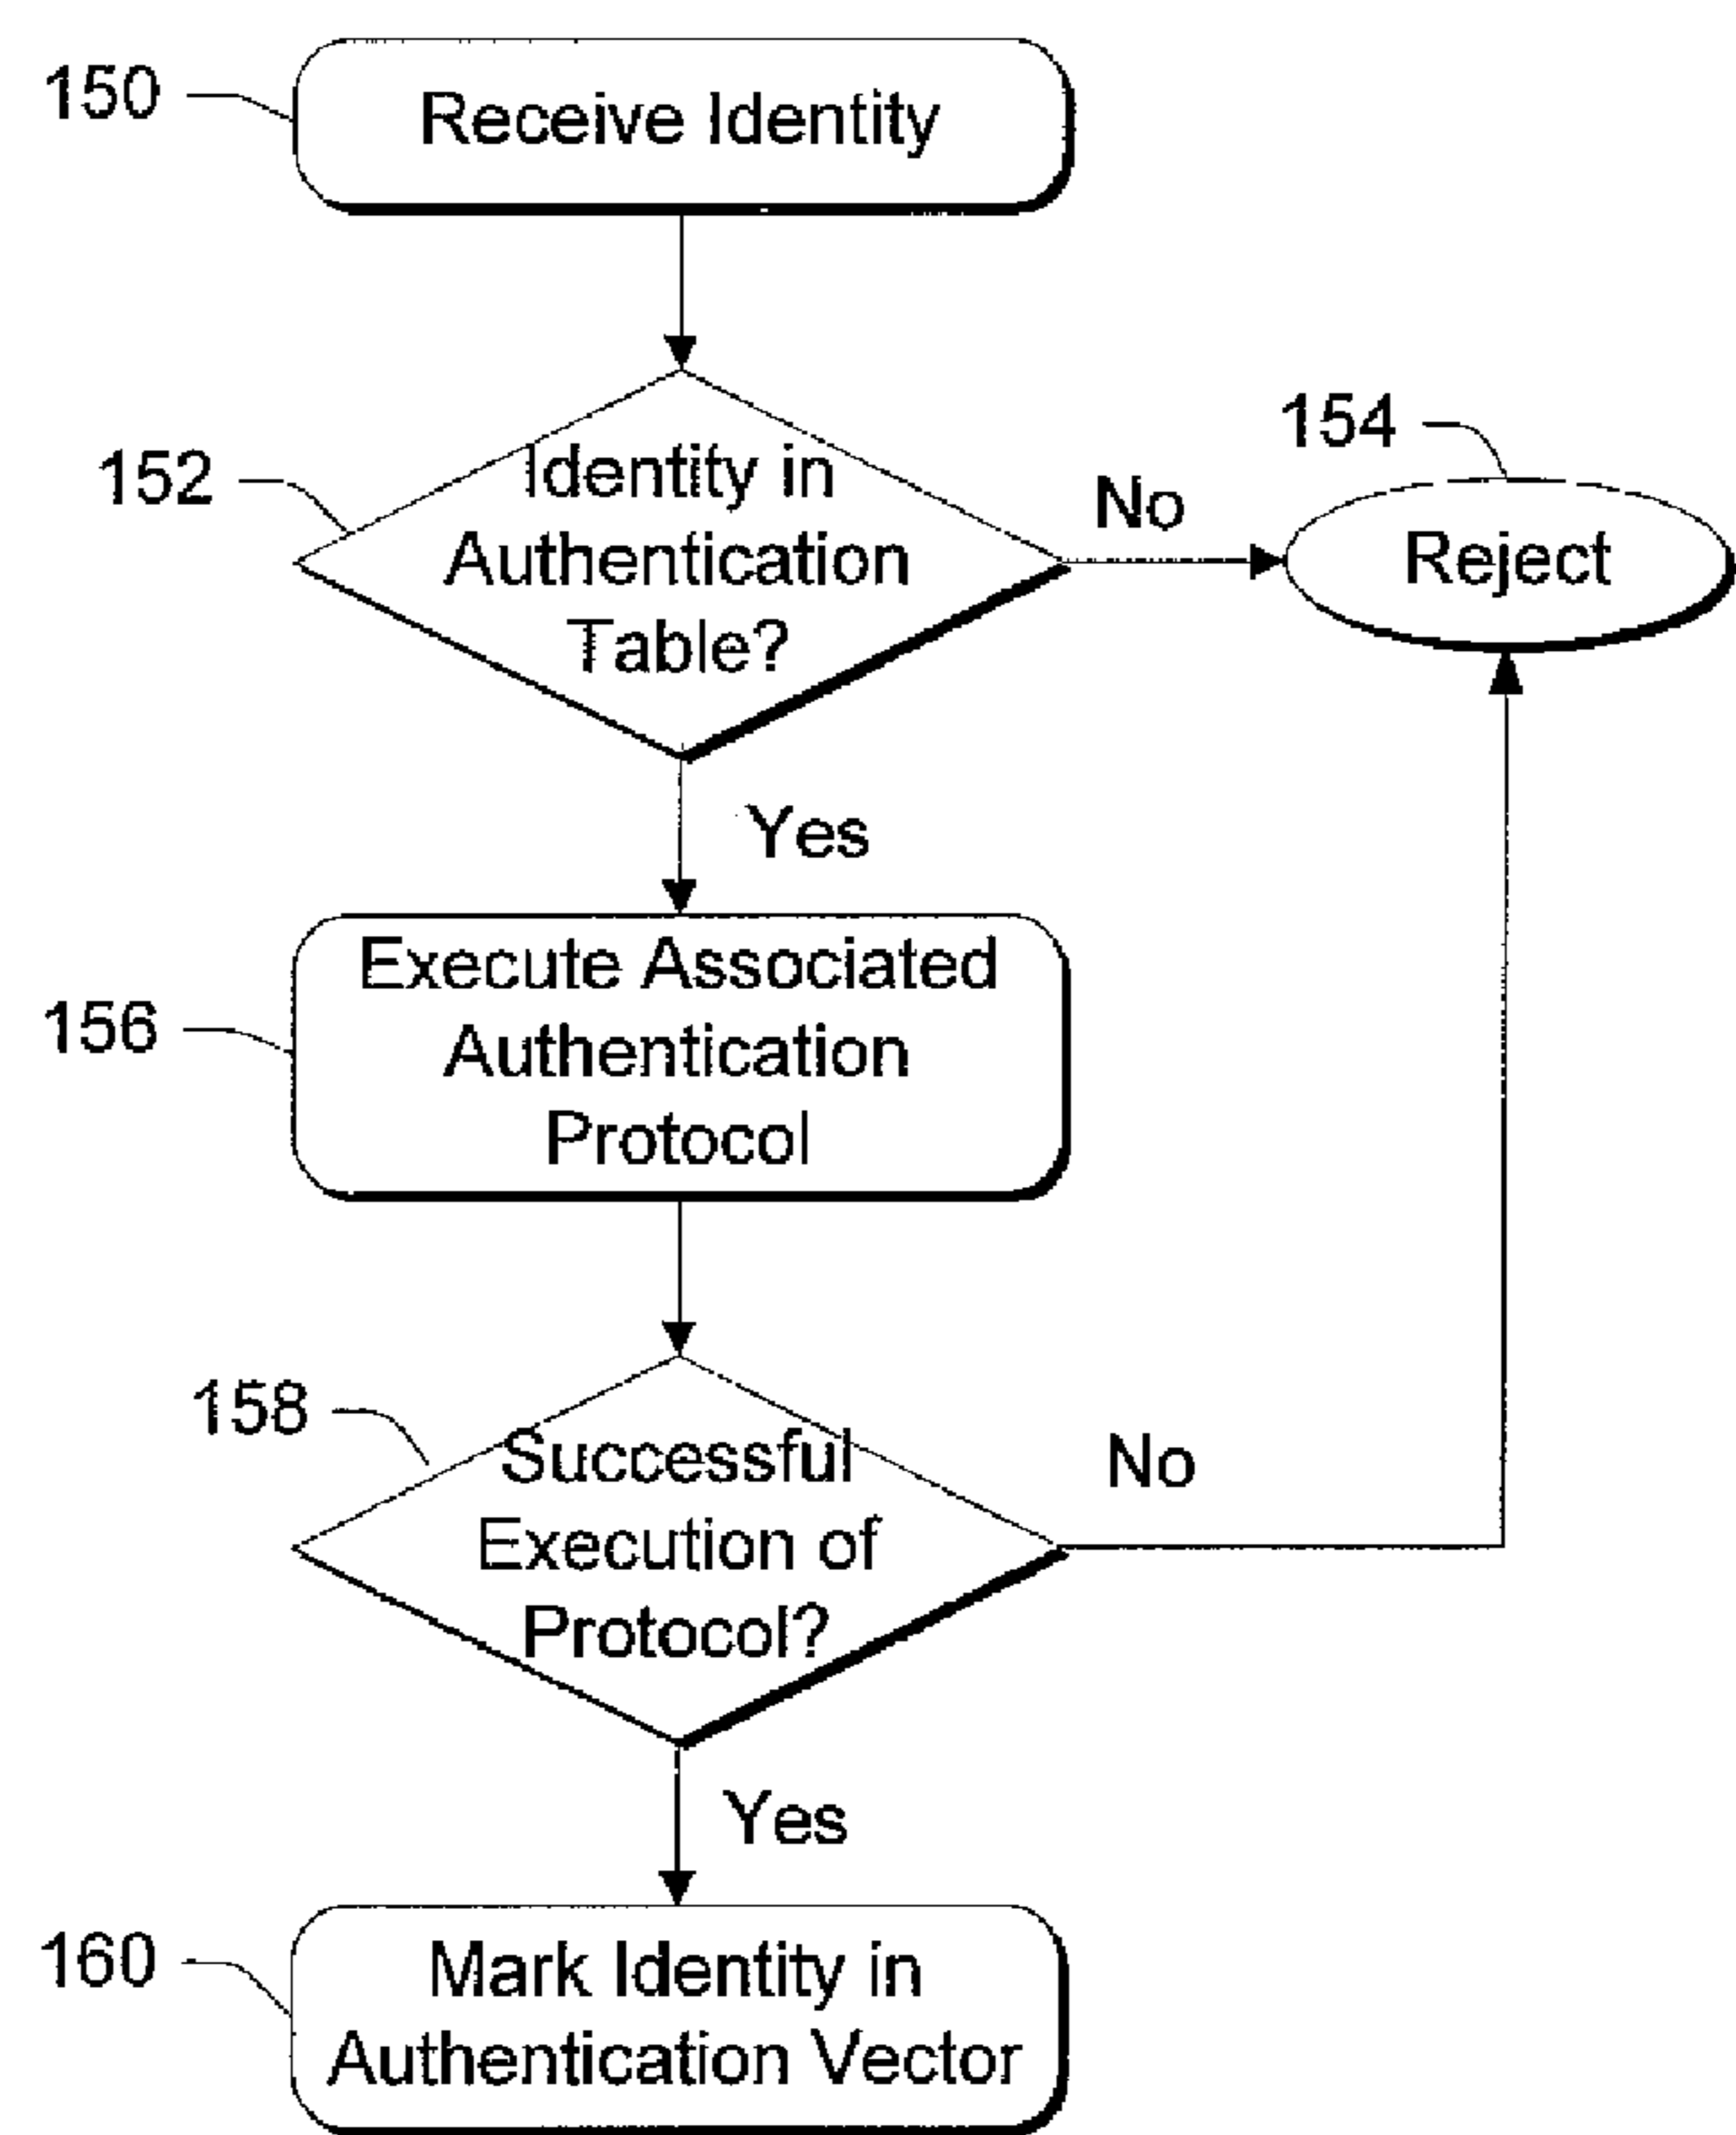 150
Receive Identity
152
Identity in
Authentication
Table?
No
154
Reject
Yes
156
Execute Associated
Authentication
Protocol
158
Successful
Execution of
Protocol?
No
Yes
160
Mark Identity in
Authentication Vector